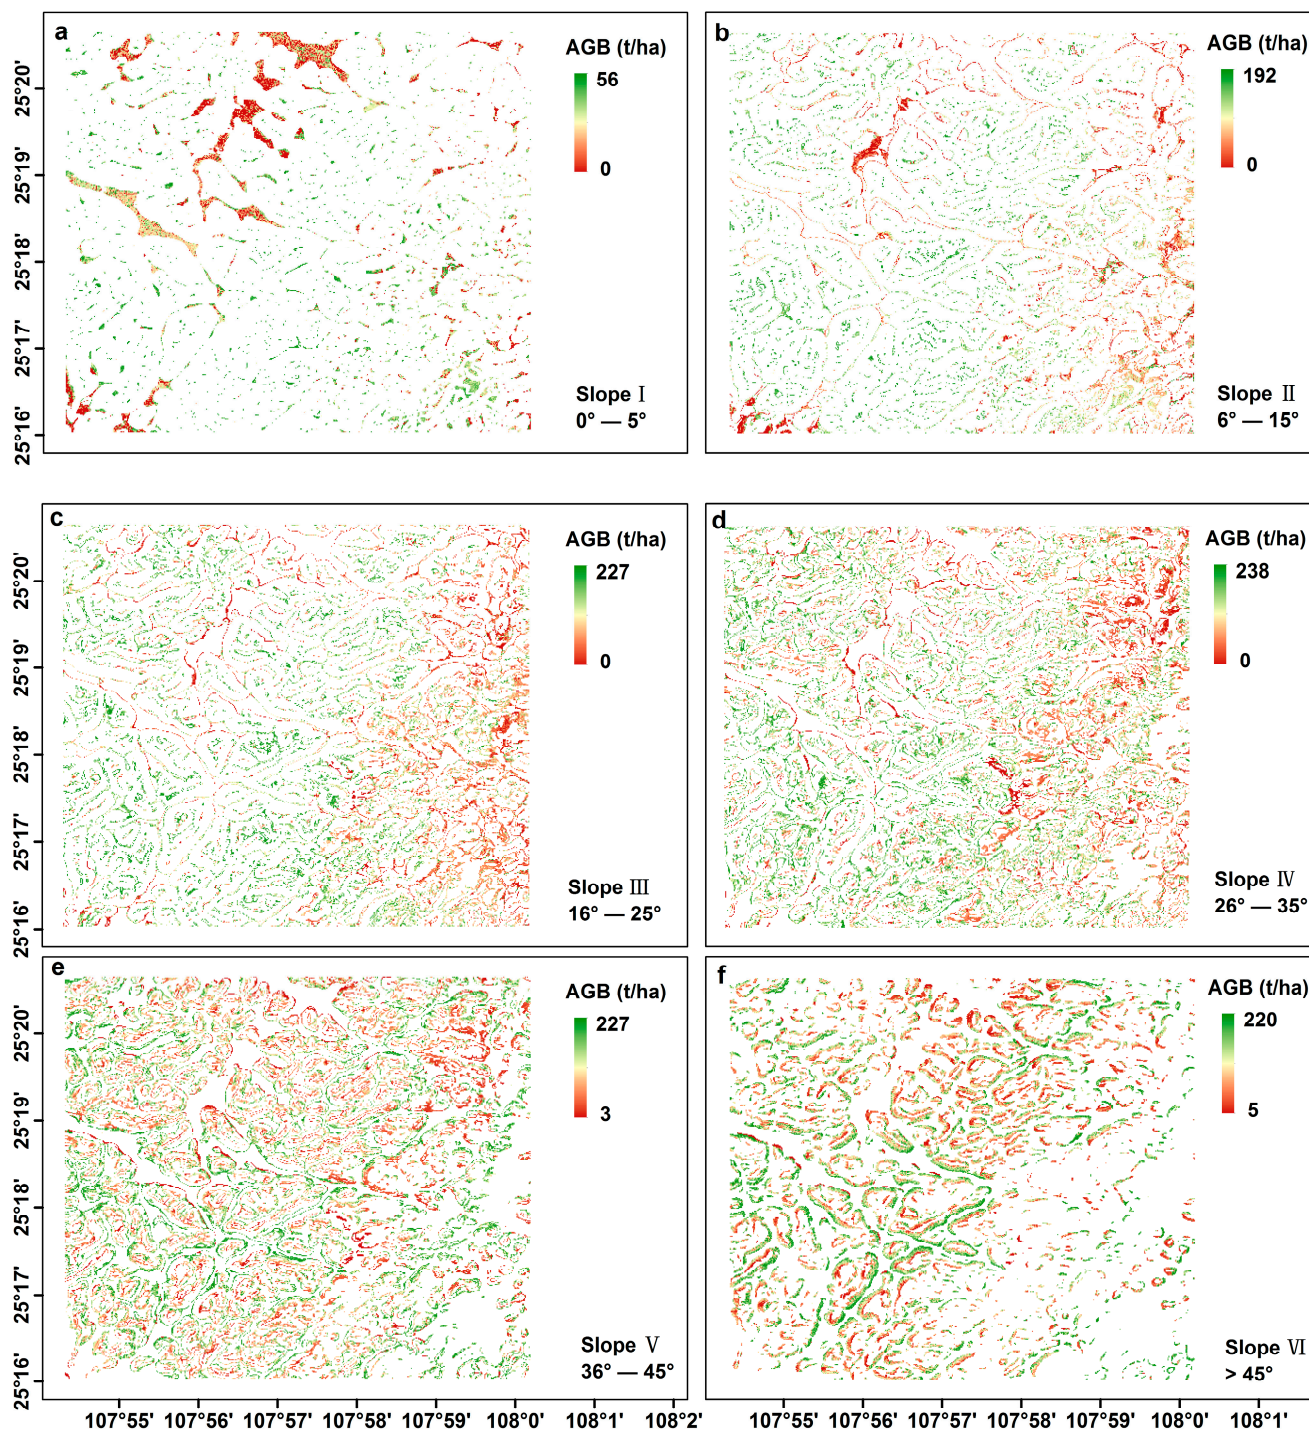 a
AGB (t/ha)
56
0
Slope Ⅰ
0° — 5°
25°20'
25°19'
25°18'
25°17'
25°16'
b
AGB (t/ha)
192
0
Slope Ⅱ
6° — 15°
c
AGB (t/ha)
227
0
Slope Ⅲ
16° — 25°
25°20'
25°19'
25°18'
25°17'
25°16'
d
AGB (t/ha)
238
0
Slope Ⅳ
26° — 35°
e
AGB (t/ha)
227
3
Slope Ⅴ
36° — 45°
25°20'
25°19'
25°18'
25°17'
25°16'
f
AGB (t/ha)
220
5
Slope Ⅵ
> 45°
107°55' 107°56' 107°57' 107°58' 107°59' 108°0' 108°1' 108°2'
107°55' 107°56' 107°57' 107°58' 107°59' 108°0' 108°1'